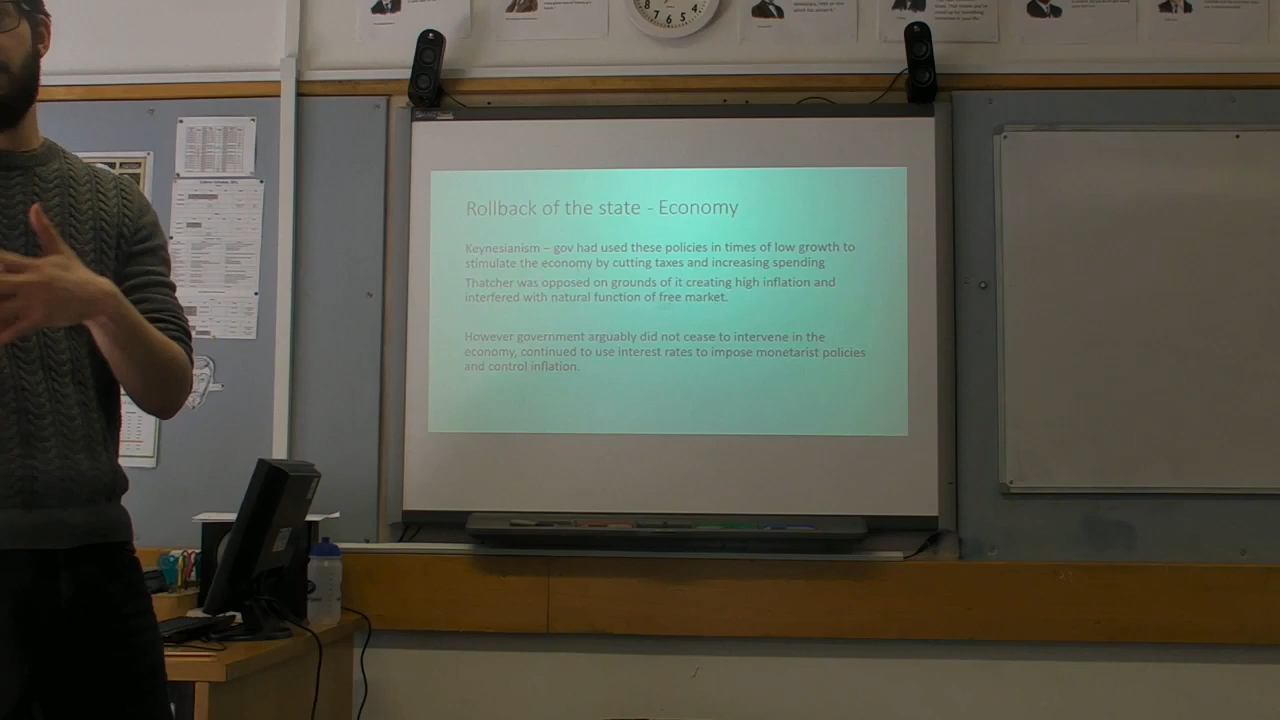 Rollback of the state - Economy
Keynesianism – gov had used these policies in times of low growth to
stimulate the economy by cutting taxes and increasing spending
Thatcher was opposed on grounds of it creating high inflation and
interfered with natural function of free market.
However government arguably did not cease to intervene in the
economy, continued to use interest rates to impose monetarist policies
and control inflation.